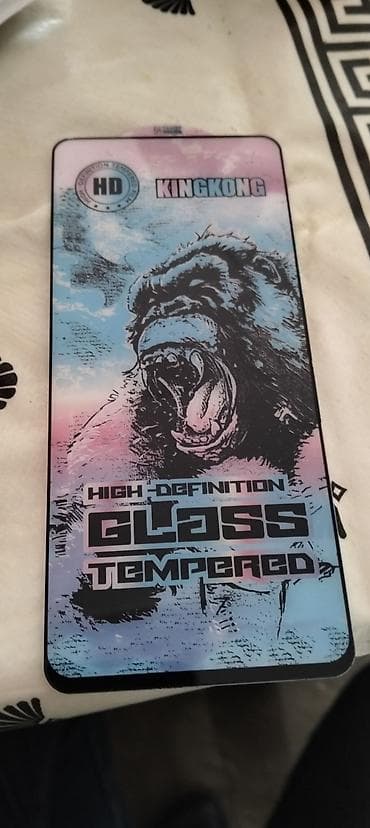 HD
KINGKONG
HIGH DEFINITION
GLASS
TEMPERED